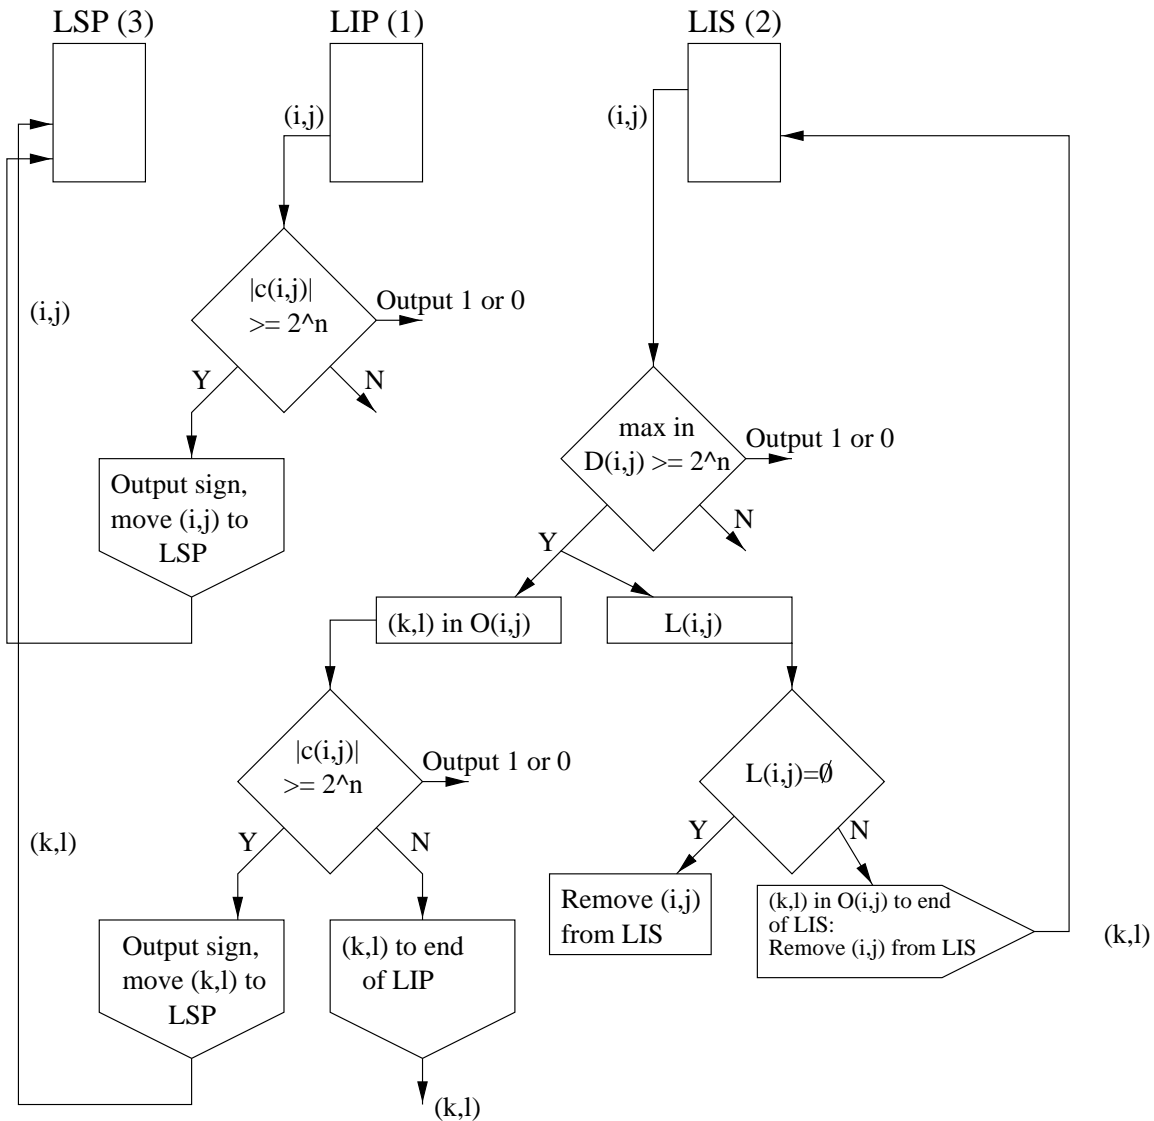 LSP (3)
LIP (1)
LIS (2)
(i,j)
(i,j)
(i,j)
|c(i,j)|
>= 2^n
Output 1 or 0
Y
N
Output sign,
move (i,j) to
LSP
max in
D(i,j) >= 2^n
Output 1 or 0
Y
N
(k,l) in O(i,j)
L(i,j)
|c(i,j)|
>= 2^n
Output 1 or 0
Y
N
L(i,j)=∅
Y
N
(k,l)
Remove (i,j)
from LIS
(k,l) in O(i,j) to end
of LIS:
Remove (i,j) from LIS
(k,l)
Output sign,
move (k,l) to
LSP
(k,l) to end
of LIP
(k,l)